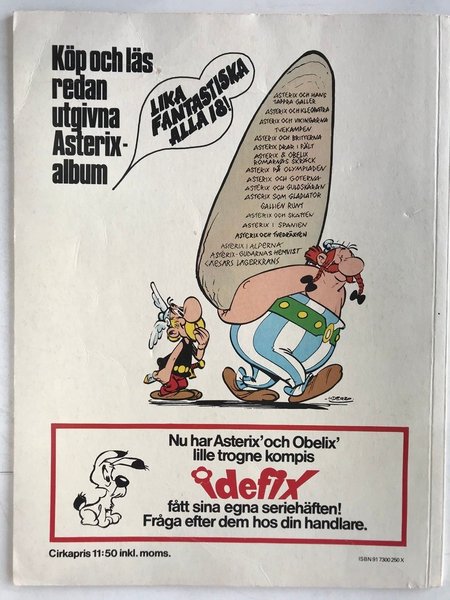 Köp och läs
redan
utgivna
Asterix-
album
LIKA
FANTASTISKA
ALLA 18!
ASTERIX OCH HANS
TAPPRA GALLER
ASTERIX OCH KLEOPATRA
ASTERIX OCH VIKINGARNA
TVEKAMPEN
ASTERIX OCH BRITTERNA
ASTERIX DRAR I FÄLT
ASTERIX & OBELIX
ROMARNAS SKRÄCK
ASTERIX PÅ OLYMPIADEN
ASTERIX OCH GOTERNA
ASTERIX OCH GULDSKÄRAN
ASTERIX SOM GLADIATOR
GALLIEN RUNT
ASTERIX OCH SKATTEN
ASTERIX I SPANIEN
ASTERIX OCH TVEDRÄKTEN
ASTERIX I ALPERNA
ASTERIX-GUDARNAS HEMVIST
CAESARS LAGERKRANS
UDERZO
Nu har Asterix' och Obelix'
lille trogne kompis
idefix
fått sina egna seriehäften!
Fråga efter dem hos din handlare.
Cirkapris 11:50 inkl. moms.
ISBN 91 7300 250 X